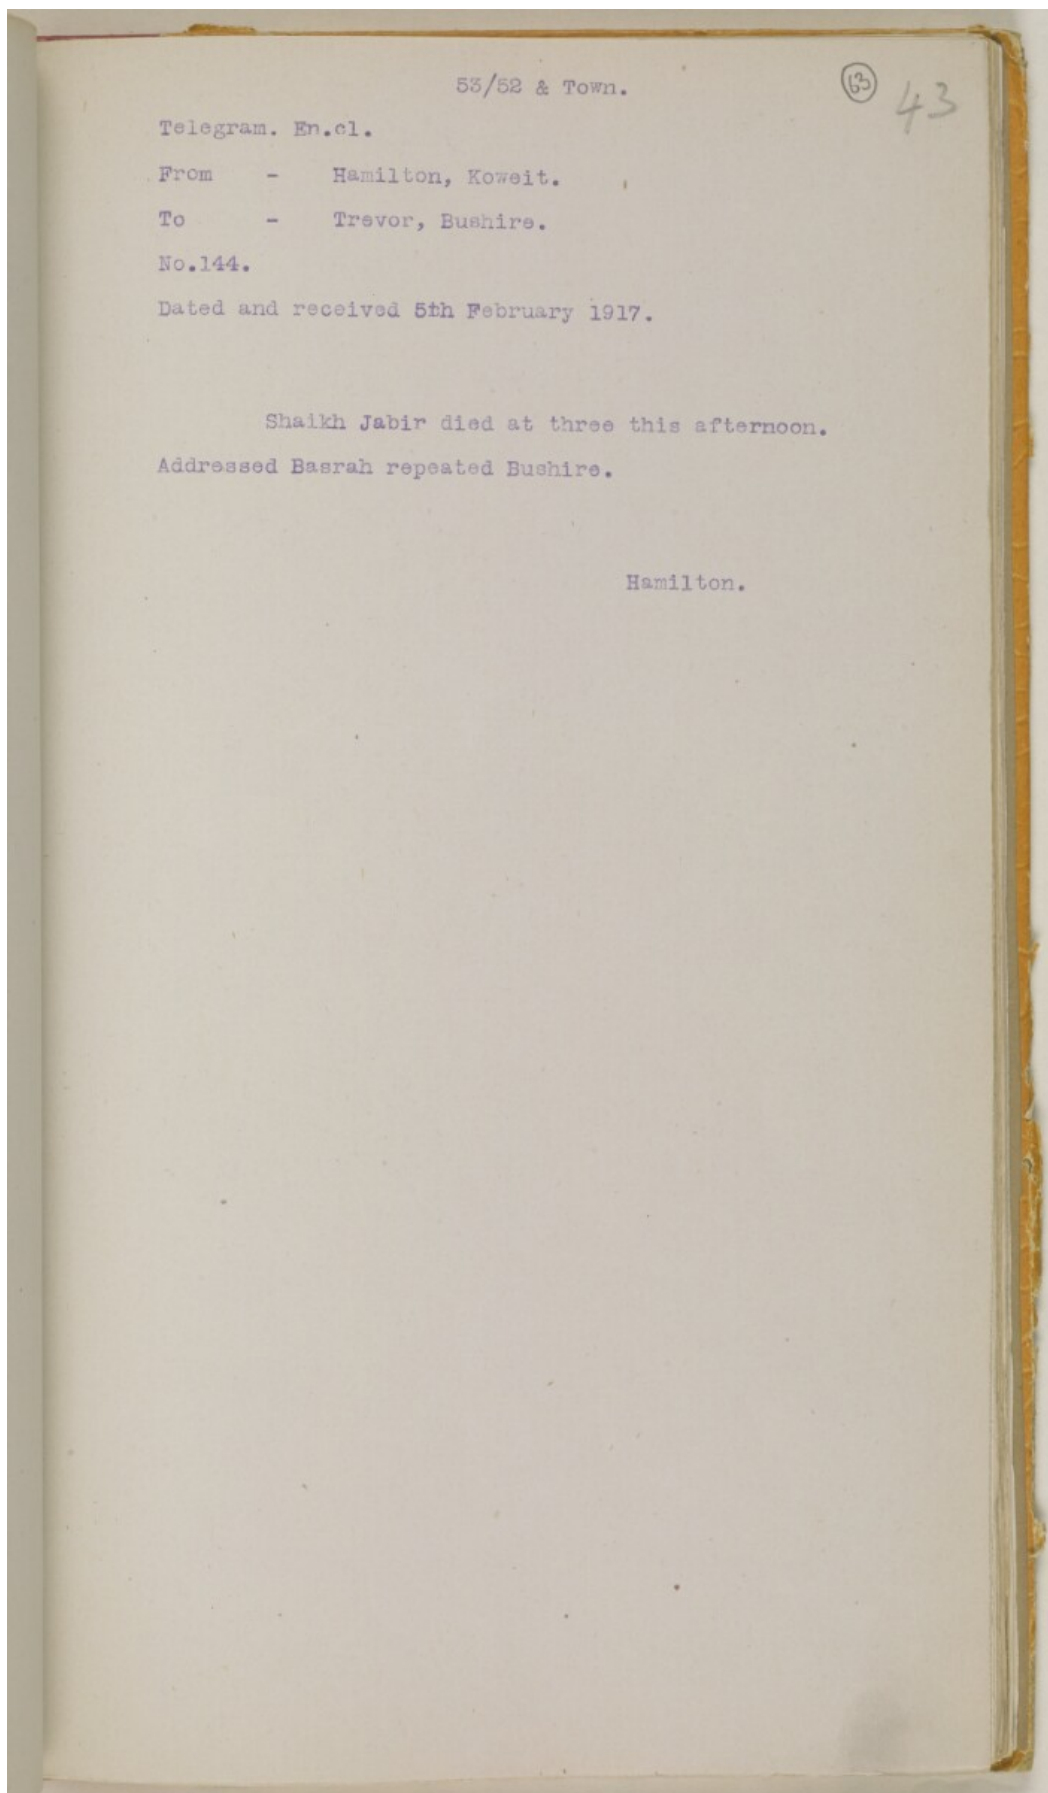 53/52 & Town.
63
43
Telegram. En.cl.
From - Hamilton, Koweit.
To - Trevor, Bushire.
No.144.
Dated and received 5th February 1917.
Shaikh Jabir died at three this afternoon.
Addressed Basrah repeated Bushire.
Hamilton.